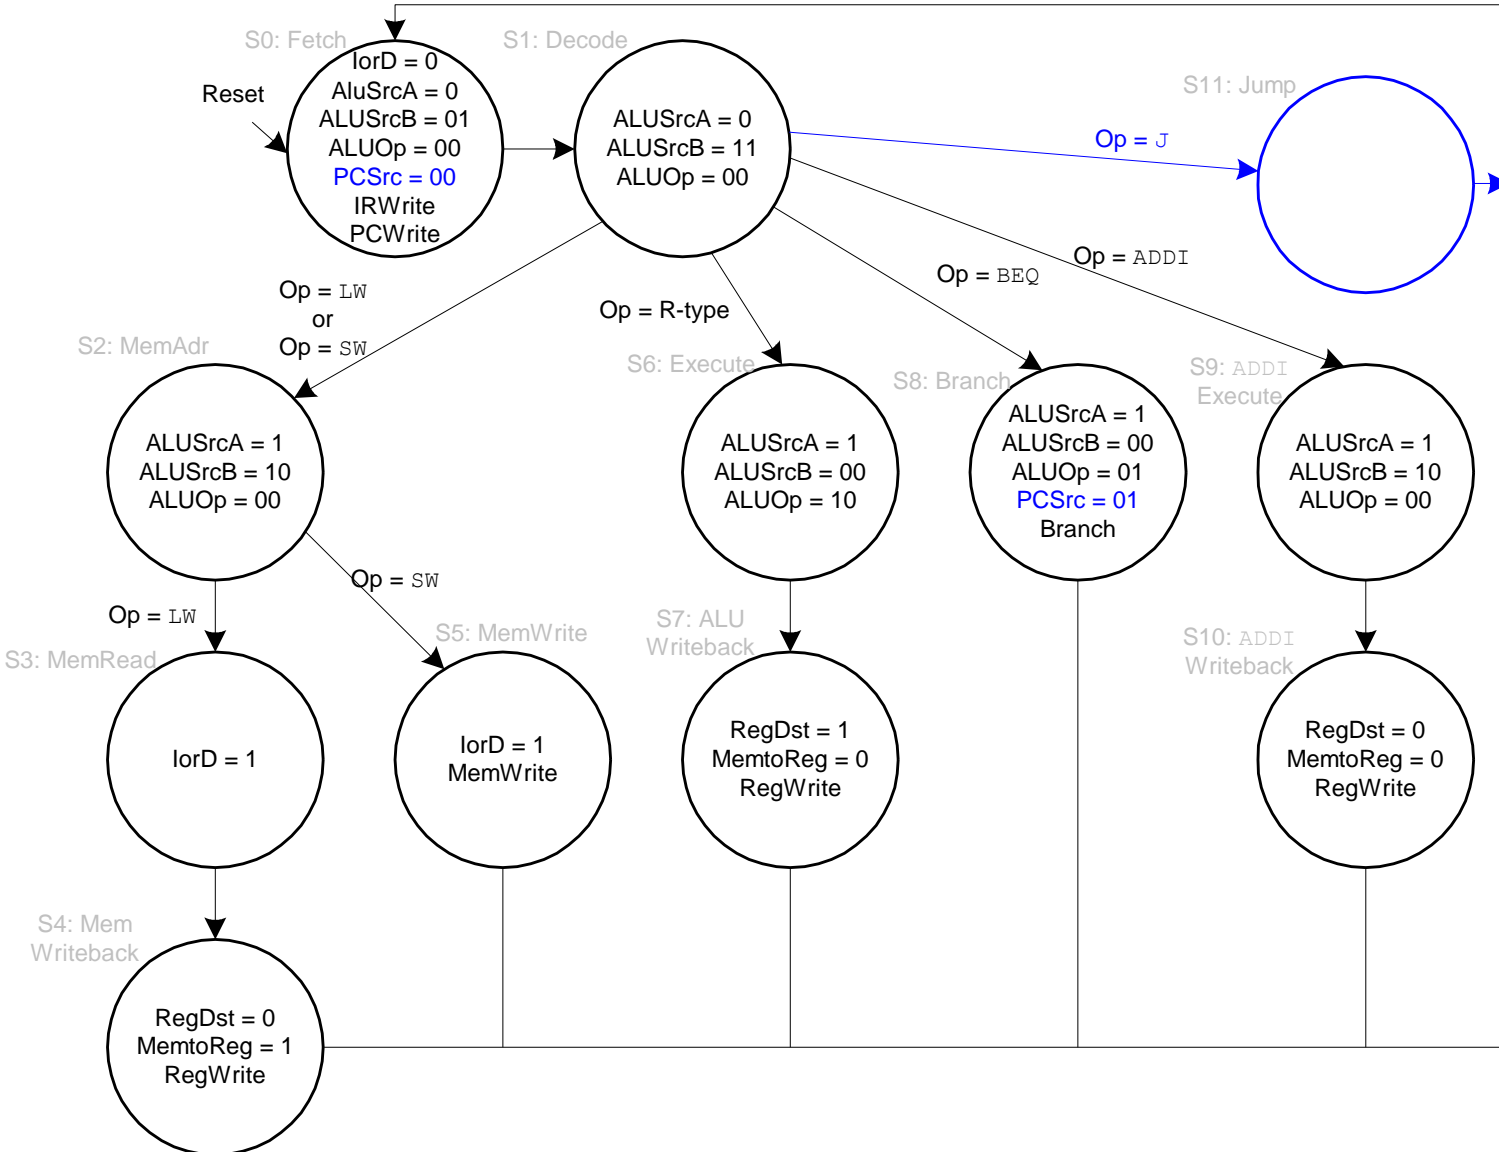 S0: Fetch
S1: Decode
S11: Jump
Reset
IorD = 0
AluSrcA = 0
ALUSrcB = 01
ALUOp = 00
PCSrc = 00
IRWrite
PCWrite
ALUSrcA = 0
ALUSrcB = 11
ALUOp = 00
Op = J
Op = LW
or
Op = SW
Op = R-type
Op = BEQ
Op = ADDI
S2: MemAdr
S6: Execute
S8: Branch
S9: ADDI
Execute
ALUSrcA = 1
ALUSrcB = 10
ALUOp = 00
ALUSrcA = 1
ALUSrcB = 00
ALUOp = 10
ALUSrcA = 1
ALUSrcB = 00
ALUOp = 01
PCSrc = 01
Branch
ALUSrcA = 1
ALUSrcB = 10
ALUOp = 00
Op = LW
Op = SW
S3: MemRead
S5: MemWrite
S7: ALU
Writeback
S10: ADDI
Writeback
IorD = 1
IorD = 1
MemWrite
RegDst = 1
MemtoReg = 0
RegWrite
RegDst = 0
MemtoReg = 0
RegWrite
S4: Mem
Writeback
RegDst = 0
MemtoReg = 1
RegWrite